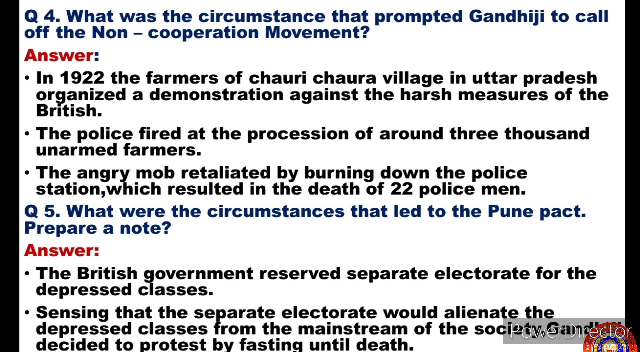 Q 4. What was the circumstance that prompted Gandhiji to call
off the Non – cooperation Movement?
Answer:
• In 1922 the farmers of chauri chaura village in uttar pradesh
organized a demonstration against the harsh measures of the
British.
• The police fired at the procession of around three thousand
unarmed farmers.
• The angry mob retaliated by burning down the police
station,which resulted in the death of 22 police men.
Q 5. What were the circumstances that led to the Pune pact.
Prepare a note?
Answer:
• The British government reserved separate electorate for the
depressed classes.
• Sensing that the separate electorate would alienate the
depressed classes from the mainstream of the society,Gandhiji
decided to protest by fasting until death.
PowerDirector